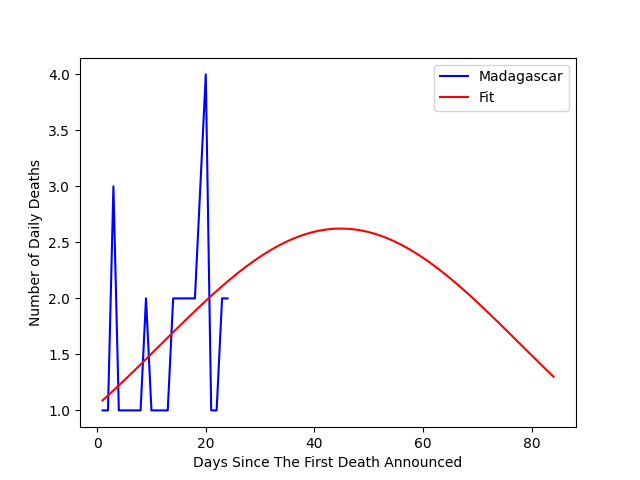 Madagascar
Fit
Number of Daily Deaths
4.0
3.5
3.0
2.5
2.0
1.5
1.0
0 20 40 60 80
Days Since The First Death Announced